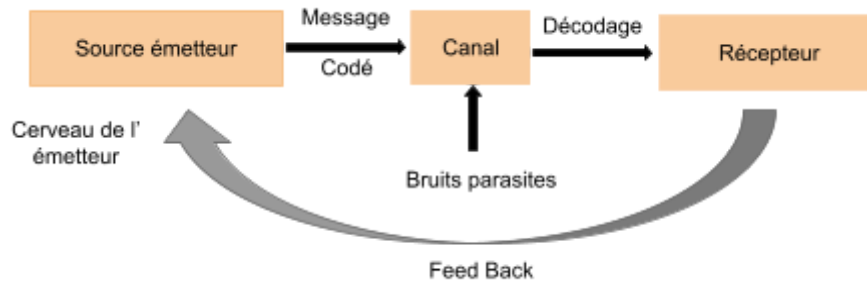 Source émetteur
Message
Codé
Canal
Décodage
Récepteur
Cerveau de l'
émetteur
Bruits parasites
Feed Back